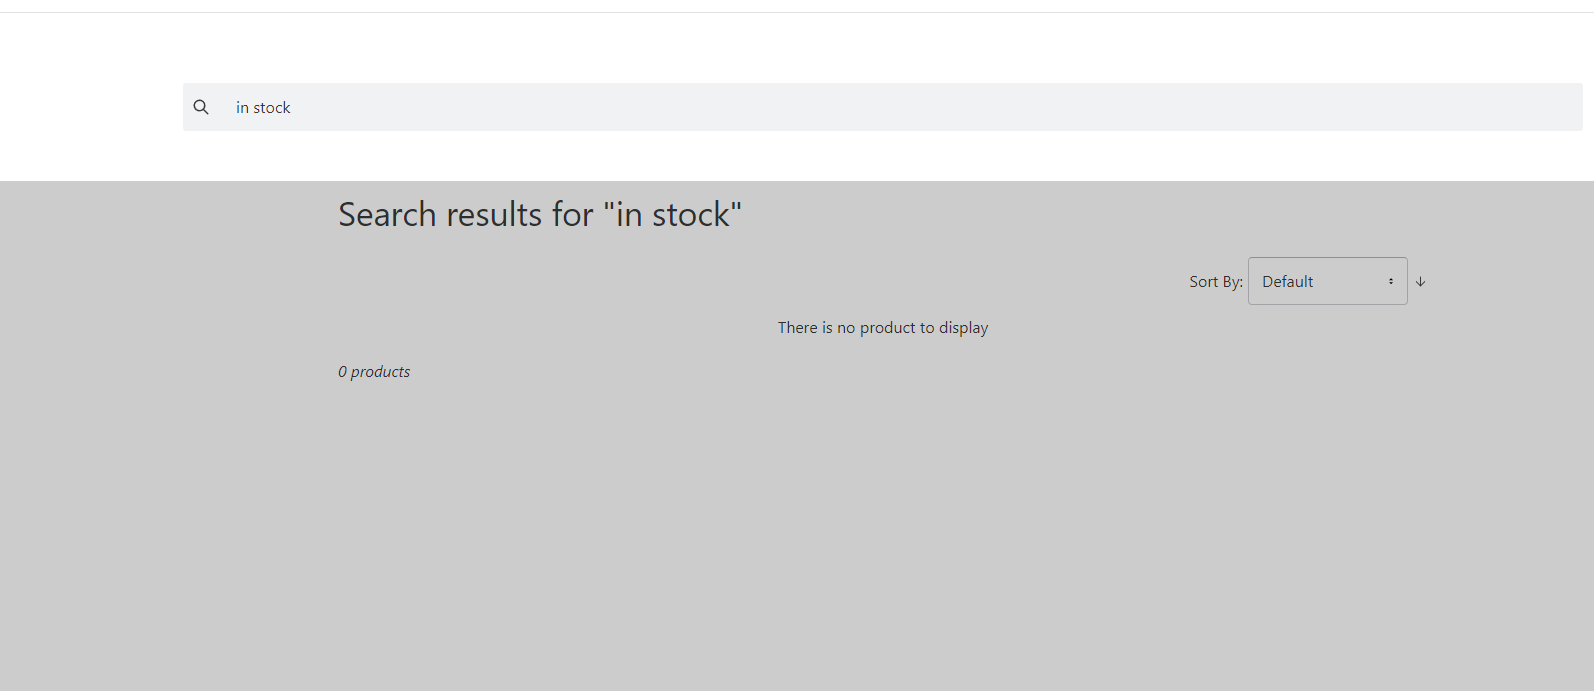 in stock
Search results for "in stock"
Sort By: Default
There is no product to display
0 products